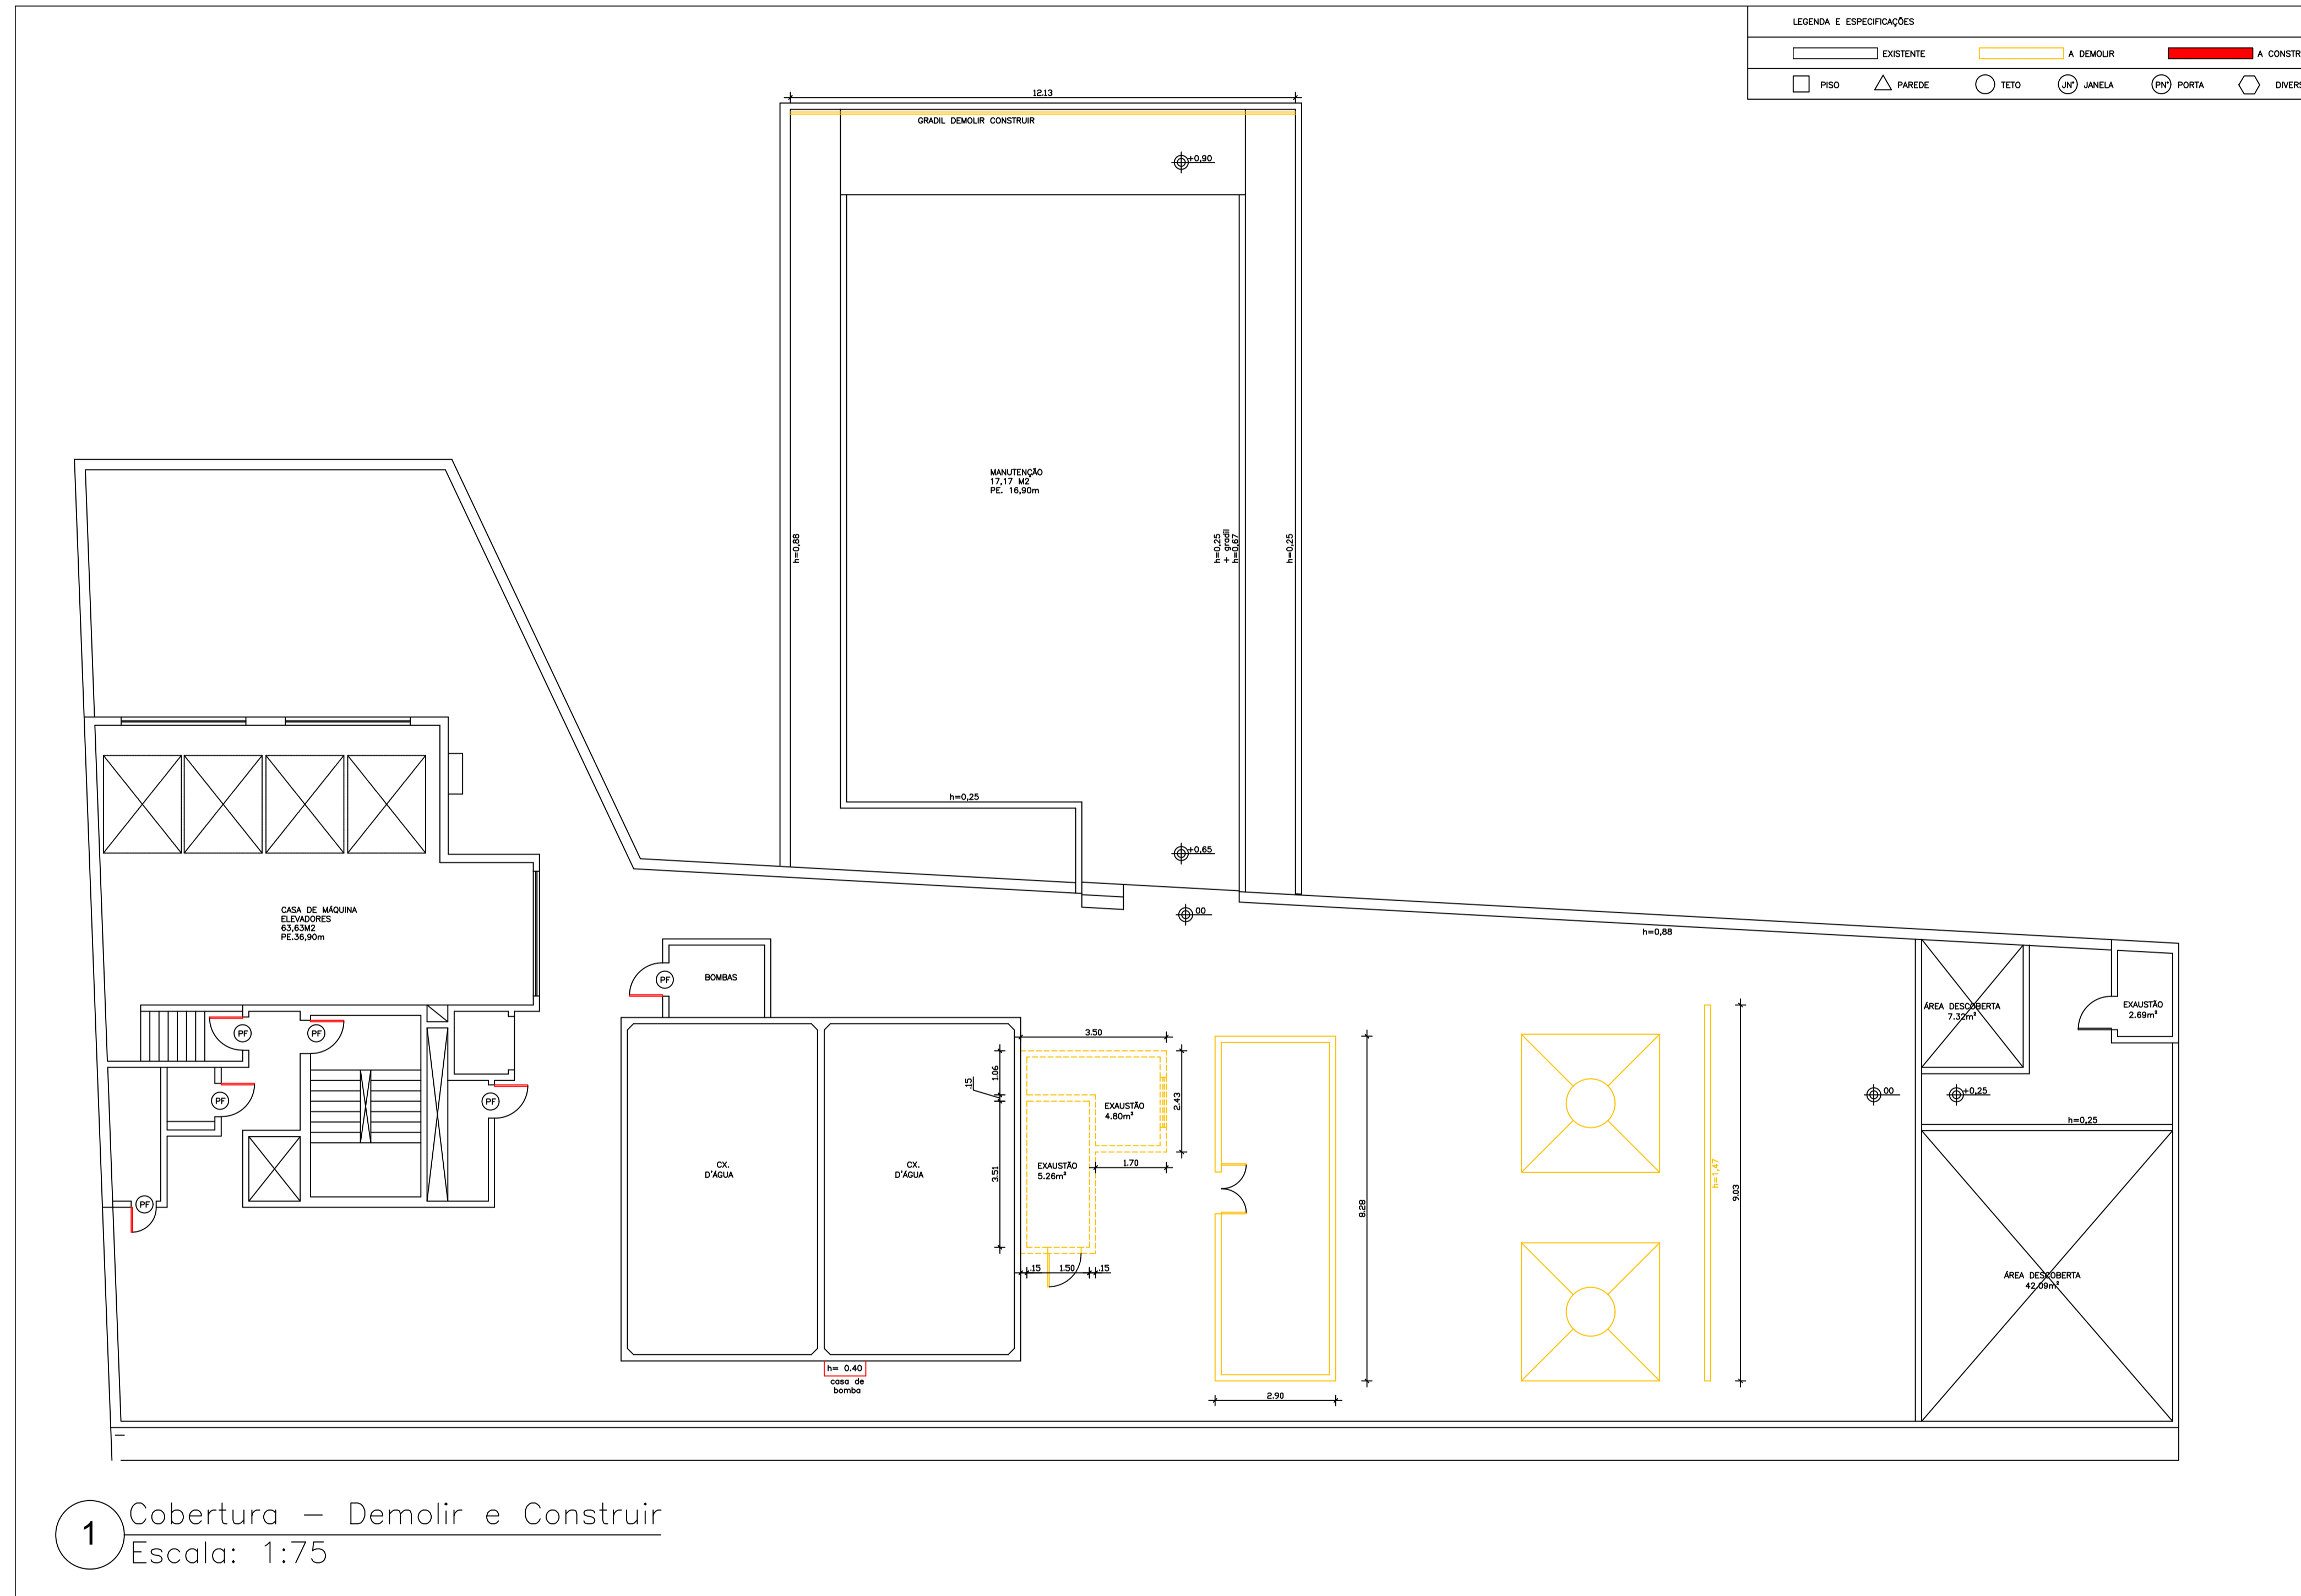 LEGENDA E ESPECIFICAÇÕES
EXISTENTE
A DEMOLIR
PISO
PAREDE
TETO
JNº JANELA
PNº PORTA
12.13
GRADIL DEMOLIR CONSTRUIR
+0,90
MANUTENÇÃO
17,17 M2
PE. 16,90m
h=0,88
h=0,25
+ gradil
h=0,67
h=0,25
h=0,25
+0,65
00
h=0,88
CASA DE MÁQUINA
ELEVADORES
63,63M2
PE.36,90m
BOMBAS
PF
PF
PF
PF
PF
PF
CX.
D'ÁGUA
CX.
D'ÁGUA
3.50
1.06
.15
2.43
EXAUSTÃO
4.80m²
3.51
EXAUSTÃO
5.26m²
1.70
.15
1.50
.15
h= 0.40
casa de
bomba
8.28
2.90
h=1,47
9.03
ÁREA DESCOBERTA
7.32m²
EXAUSTÃO
2.69m²
00
+0,25
h=0,25
ÁREA DESCOBERTA
42.09m²
1
Cobertura – Demolir e Construir
Escala: 1:75